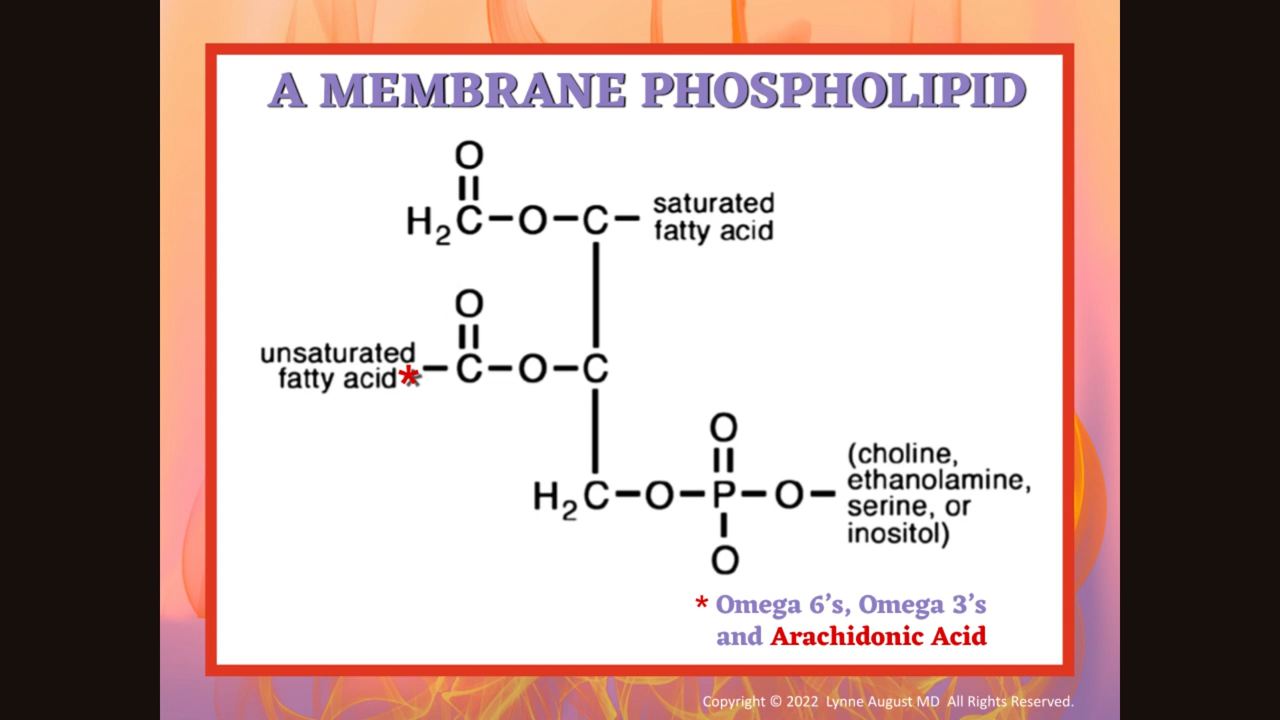 A MEMBRANE PHOSPHOLIPID
O
H₂C–O–C–
saturated
fatty acid
O
unsaturated
fatty acid*
–C–O–C
O
H₂C–O–P–O–
O
(choline,
ethanolamine,
serine, or
inositol)
* Omega 6's, Omega 3's
and Arachidonic Acid
Copyright © 2022 Lynne August MD All Rights Reserved.